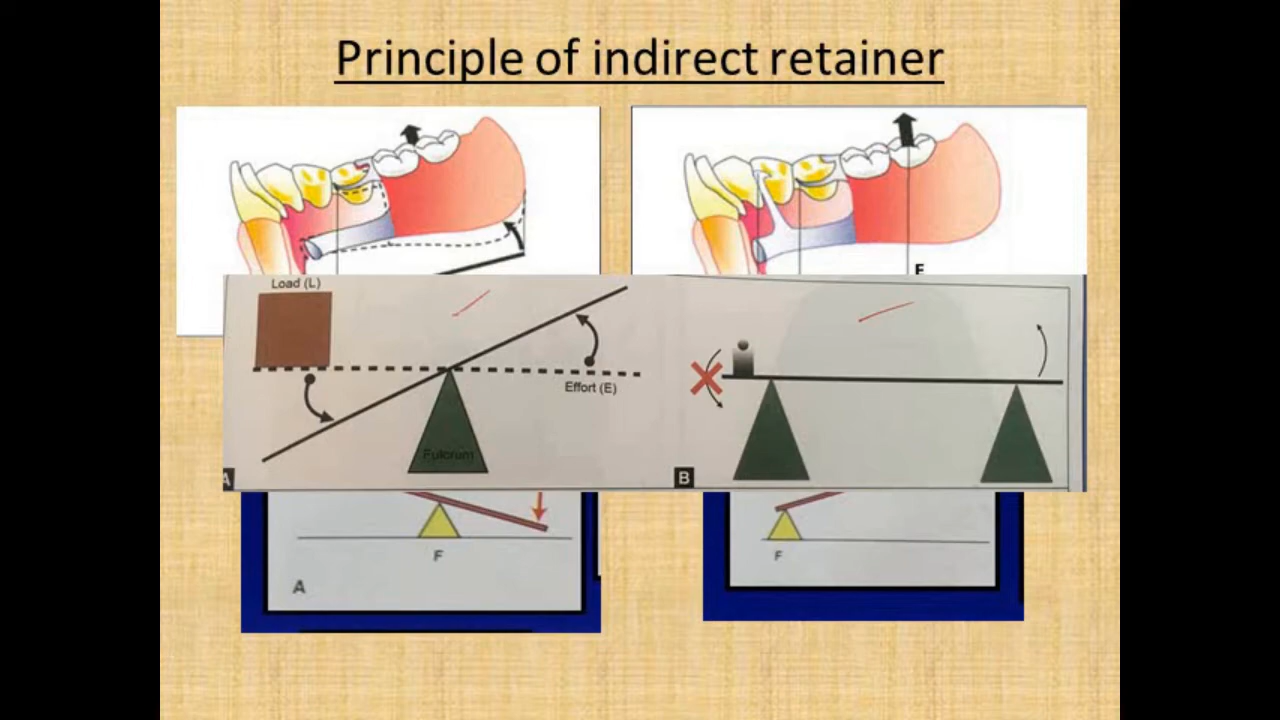 Principle of indirect retainer
Load (L)
Effort (E)
Fulcrum
A
B
F
F
A